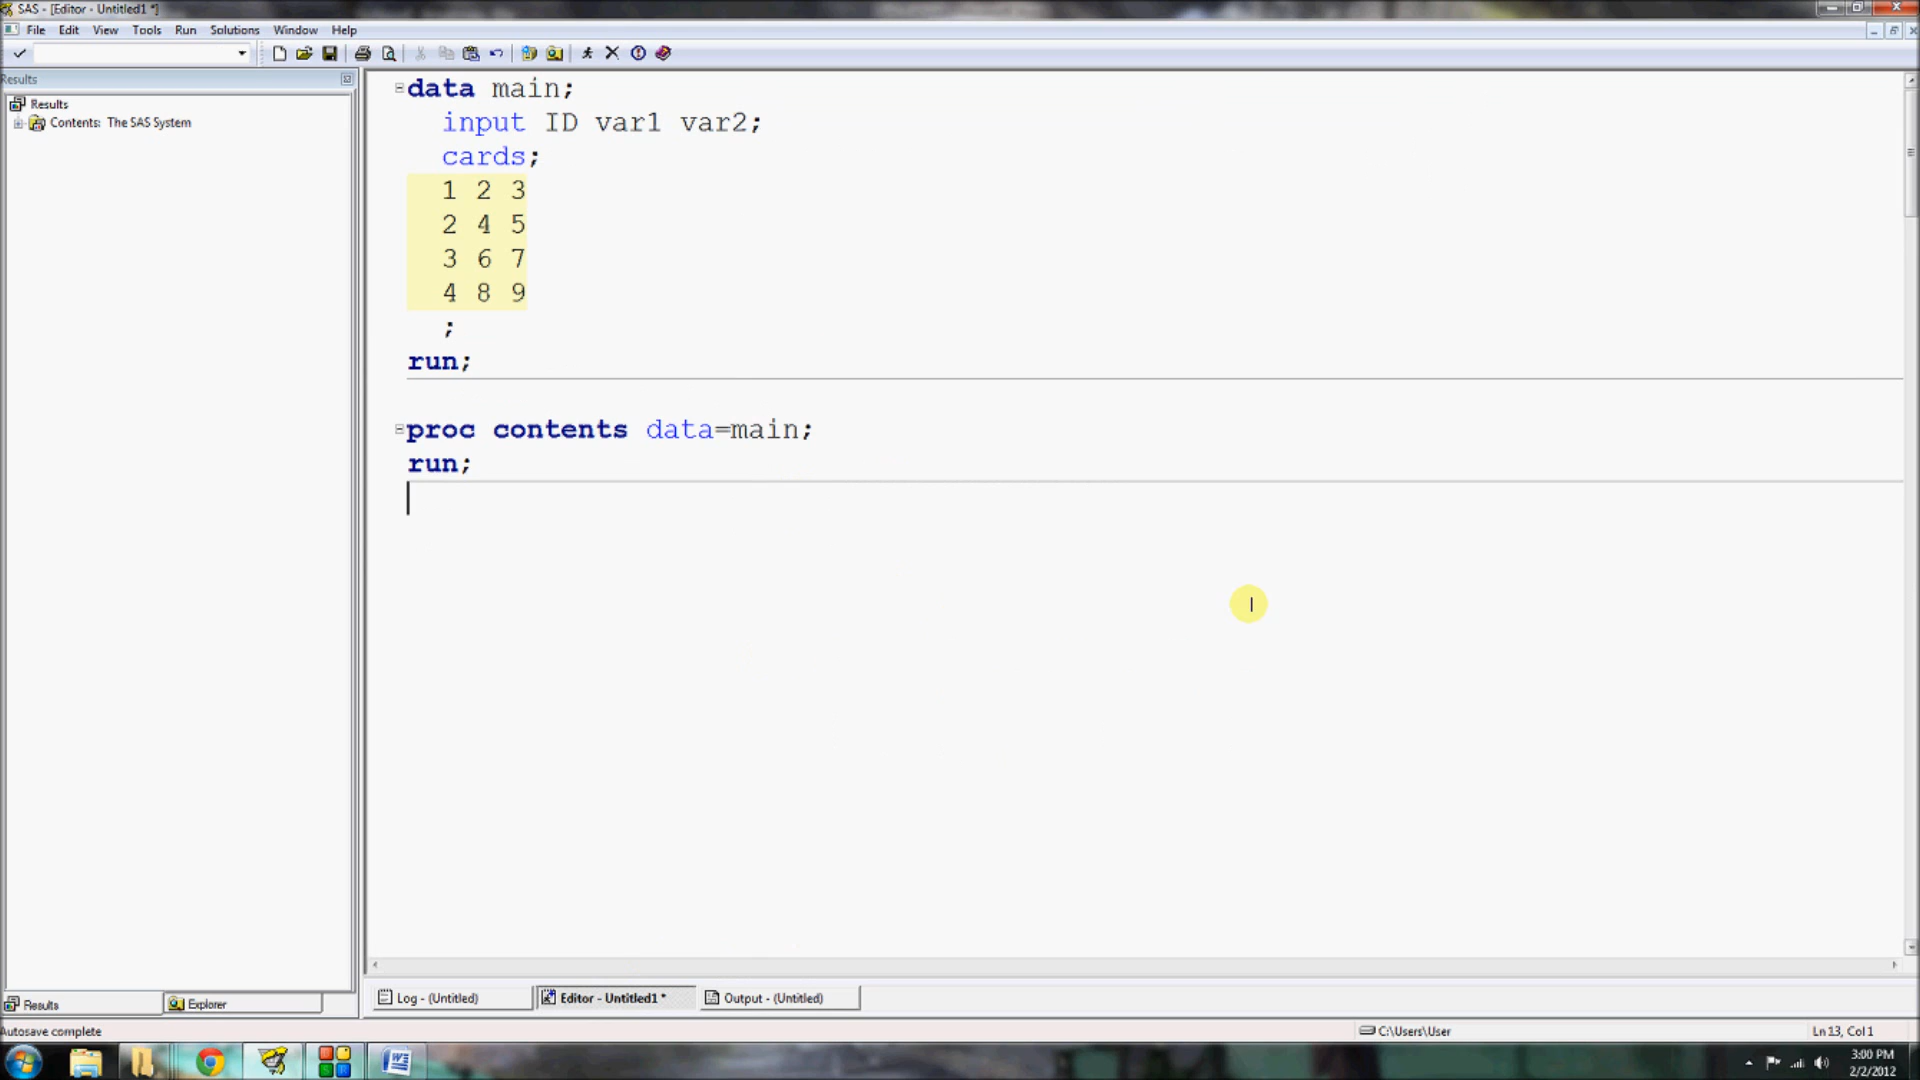 SAS - [Editor - Untitled1 *]
File Edit View Tools Run Solutions Window Help
Results
Results
Contents: The SAS System
data main;
input ID var1 var2;
cards;
1 2 3
2 4 5
3 6 7
4 8 9
;
run;
proc contents data=main;
run;
Results
Explorer
Log - (Untitled)
Editor - Untitled1 *
Output - (Untitled)
Autosave complete
C:\Users\User
Ln 13, Col 1
3:00 PM
2/2/2012